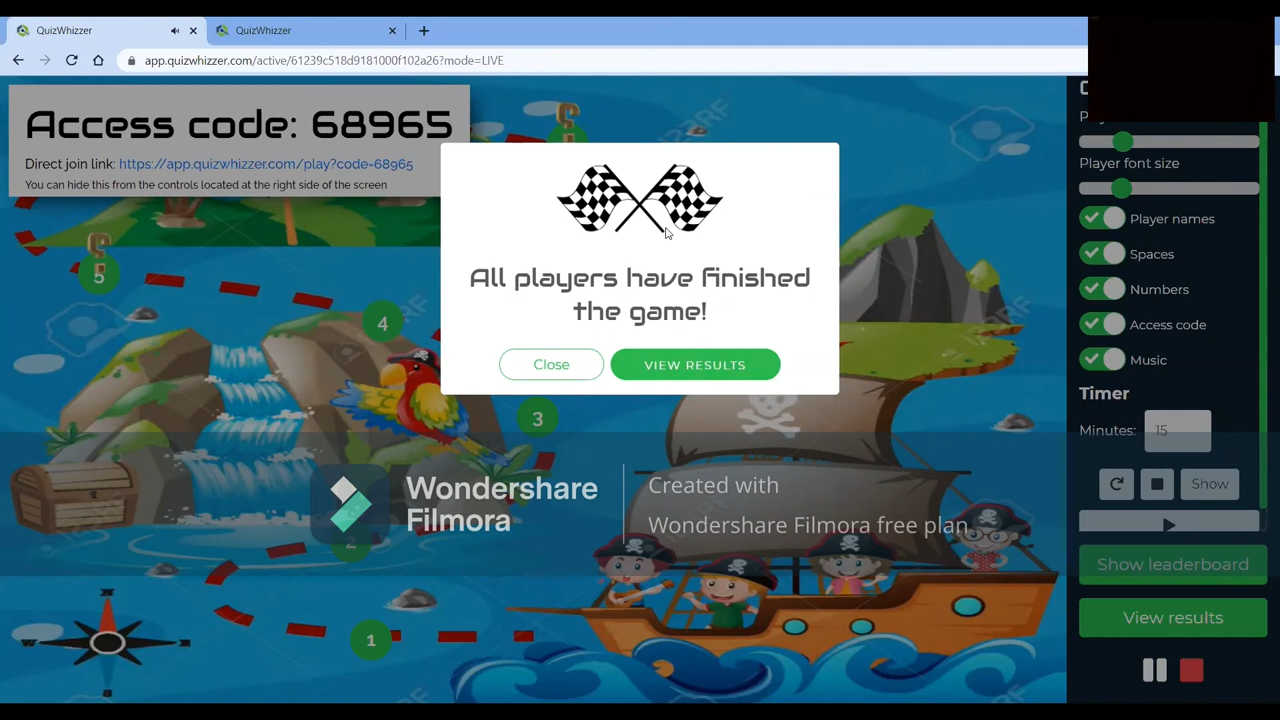 QuizWhizzer
QuizWhizzer
app.quizwhizzer.com/active/61239c518d9181000f102a26?mode=LIVE
Access code: 68965
Direct join link: https://app.quizwhizzer.com/play?code=68965
You can hide this from the controls located at the right side of the screen
All players have finished
the game!
Close
VIEW RESULTS
5
4
3
2
1
Wondershare
Filmora
Created with
Wondershare Filmora free plan
Player font size
Player names
Spaces
Numbers
Access code
Music
Timer
Minutes: 15
Show
Show leaderboard
View results